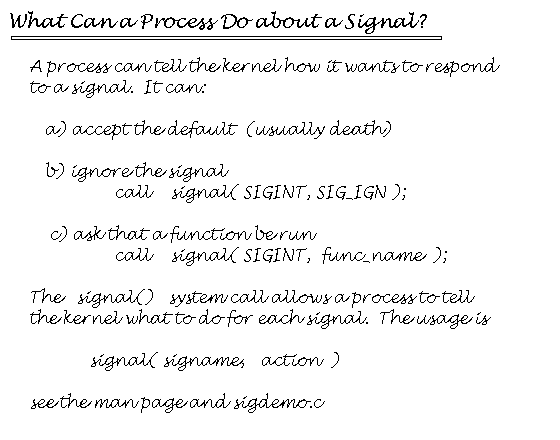 What Can a Process Do about a Signal?
A process can tell the kernel how it wants to respond
to a signal. It can:
a) accept the default (usually death)
b) ignore the signal
call signal( SIGINT, SIG_IGN );
c) ask that a function be run
call signal( SIGINT, func_name );
The signal() system call allows a process to tell
the kernel what to do for each signal. The usage is
signal( signame, action )
see the man page and sigdemo.c